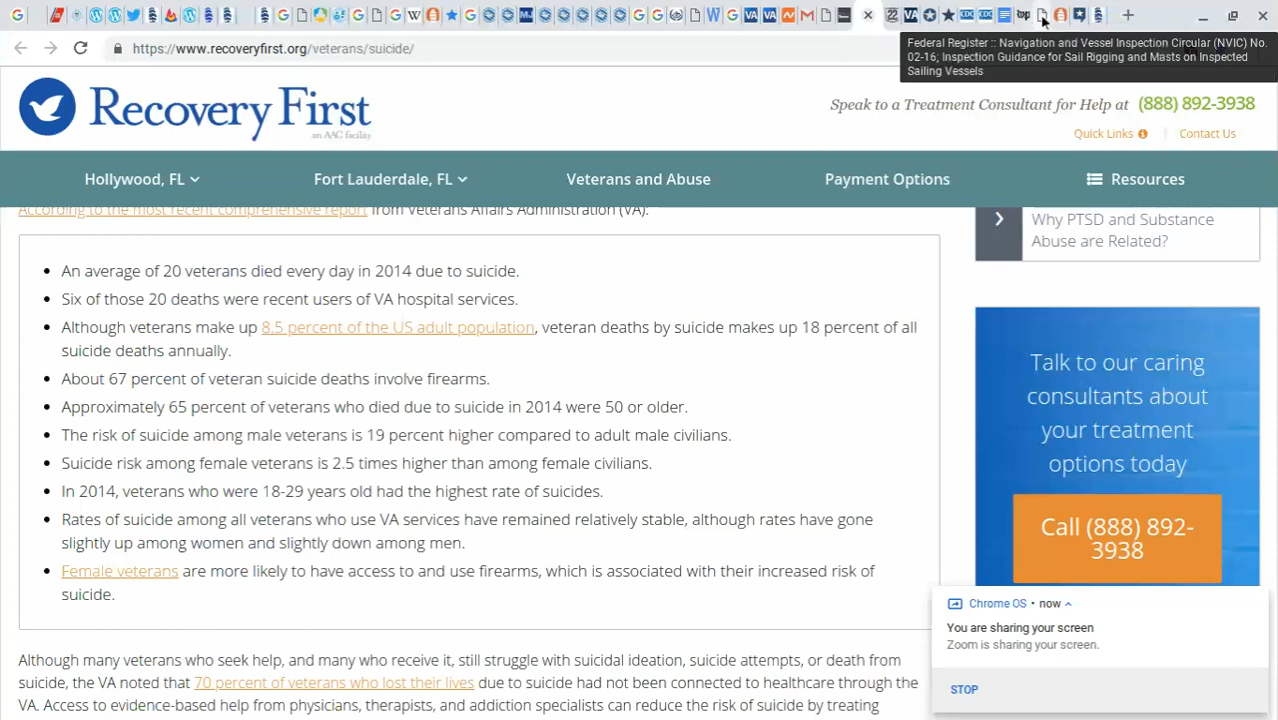 https://www.recoveryfirst.org/veterans/suicide/
Federal Register :: Navigation and Vessel Inspection Circular (NVIC) No.
02-16; Inspection Guidance for Sail Rigging and Masts on Inspected
Sailing Vessels
Recovery First
an AAC facility
Speak to a Treatment Consultant for Help at (888) 892-3938
Quick Links
Contact Us
Hollywood, FL
Fort Lauderdale, FL
Veterans and Abuse
Payment Options
Resources
According to the most recent comprehensive report from Veterans Affairs Administration (VA):
• An average of 20 veterans died every day in 2014 due to suicide.
• Six of those 20 deaths were recent users of VA hospital services.
• Although veterans make up 8.5 percent of the US adult population, veteran deaths by suicide makes up 18 percent of all
suicide deaths annually.
• About 67 percent of veteran suicide deaths involve firearms.
• Approximately 65 percent of veterans who died due to suicide in 2014 were 50 or older.
• The risk of suicide among male veterans is 19 percent higher compared to adult male civilians.
• Suicide risk among female veterans is 2.5 times higher than among female civilians.
• In 2014, veterans who were 18-29 years old had the highest rate of suicides.
• Rates of suicide among all veterans who use VA services have remained relatively stable, although rates have gone
slightly up among women and slightly down among men.
• Female veterans are more likely to have access to and use firearms, which is associated with their increased risk of
suicide.
Although many veterans who seek help, and many who receive it, still struggle with suicidal ideation, suicide attempts, or death from
suicide, the VA noted that 70 percent of veterans who lost their lives due to suicide had not been connected to healthcare through the
VA. Access to evidence-based help from physicians, therapists, and addiction specialists can reduce the risk of suicide by treating
Why PTSD and Substance
Abuse are Related?
Talk to our caring
consultants about
your treatment
options today
Call (888) 892-
3938
Chrome OS • now
You are sharing your screen
Zoom is sharing your screen.
STOP